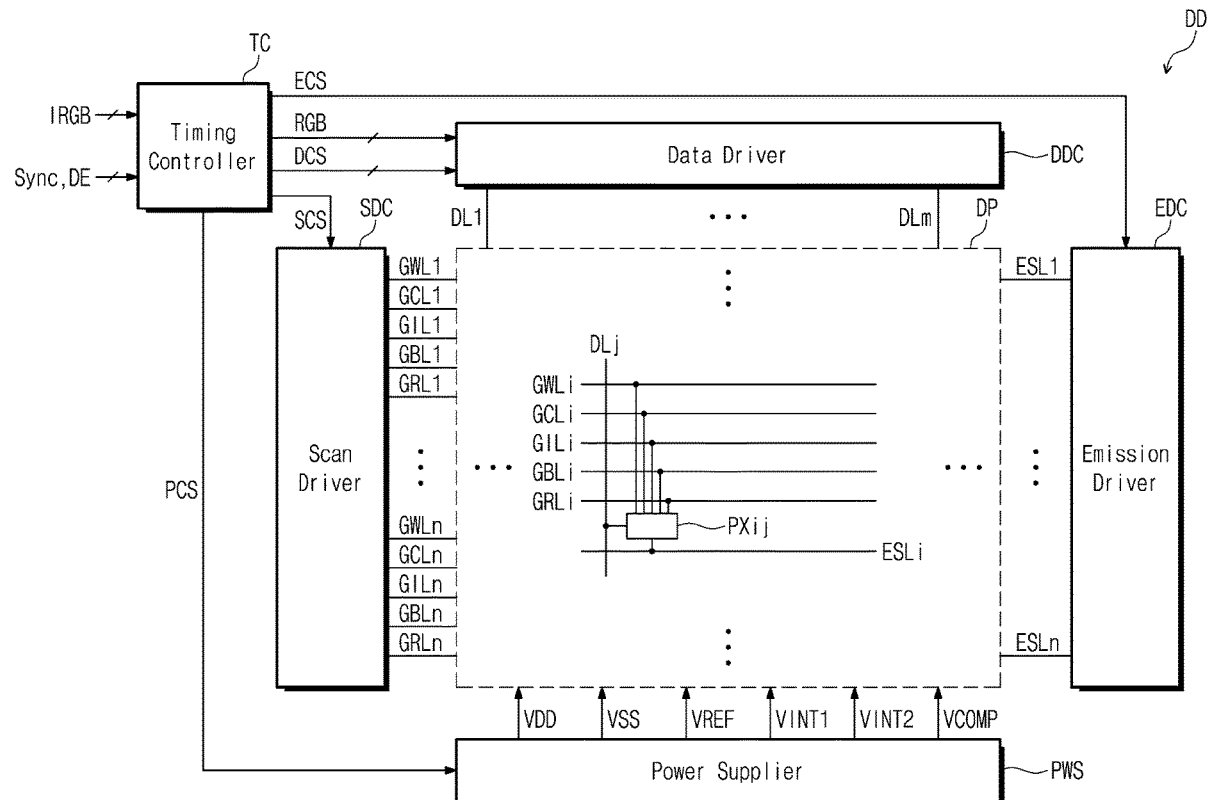 DD
TC
ECS
IRGB
RGB
Timing
Controller
Data Driver
DDC
DCS
Sync,DE
SCS
SDC
DL1
DLm
DP
EDC
GWL1
ESL1
GCL1
GIL1
GBL1
GRL1
DLj
GWLi
GCLi
GILi
GBLi
GRLi
Scan
Driver
Emission
Driver
PCS
PXij
ESLi
GWLn
GCLn
GILn
GBLn
GRLn
ESLn
VDD
VSS
VREF
VINT1
VINT2
VCOMP
Power Supplier
PWS